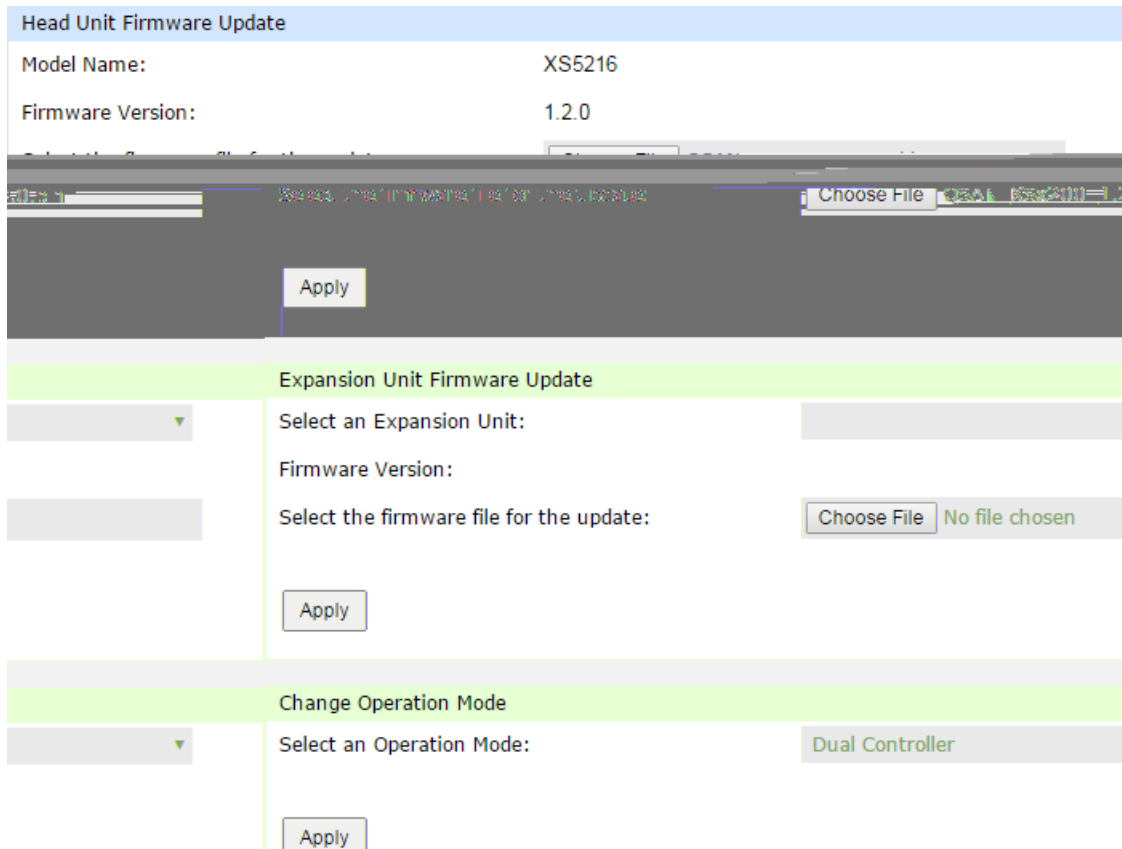 Head Unit Firmware Update
Model Name: XS5216
Firmware Version: 1.2.0
Choose File
Apply
Expansion Unit Firmware Update
Select an Expansion Unit:
Firmware Version:
Select the firmware file for the update: Choose File No file chosen
Apply
Change Operation Mode
Select an Operation Mode: Dual Controller
Apply